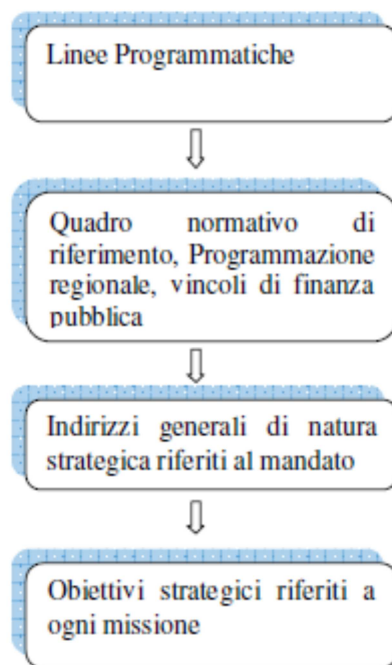 Linee Programmatiche
Quadro normativo di
riferimento, Programmazione
regionale, vincoli di finanza
pubblica
Indirizzi generali di natura
strategica riferiti al mandato
Obiettivi strategici riferiti a
ogni missione